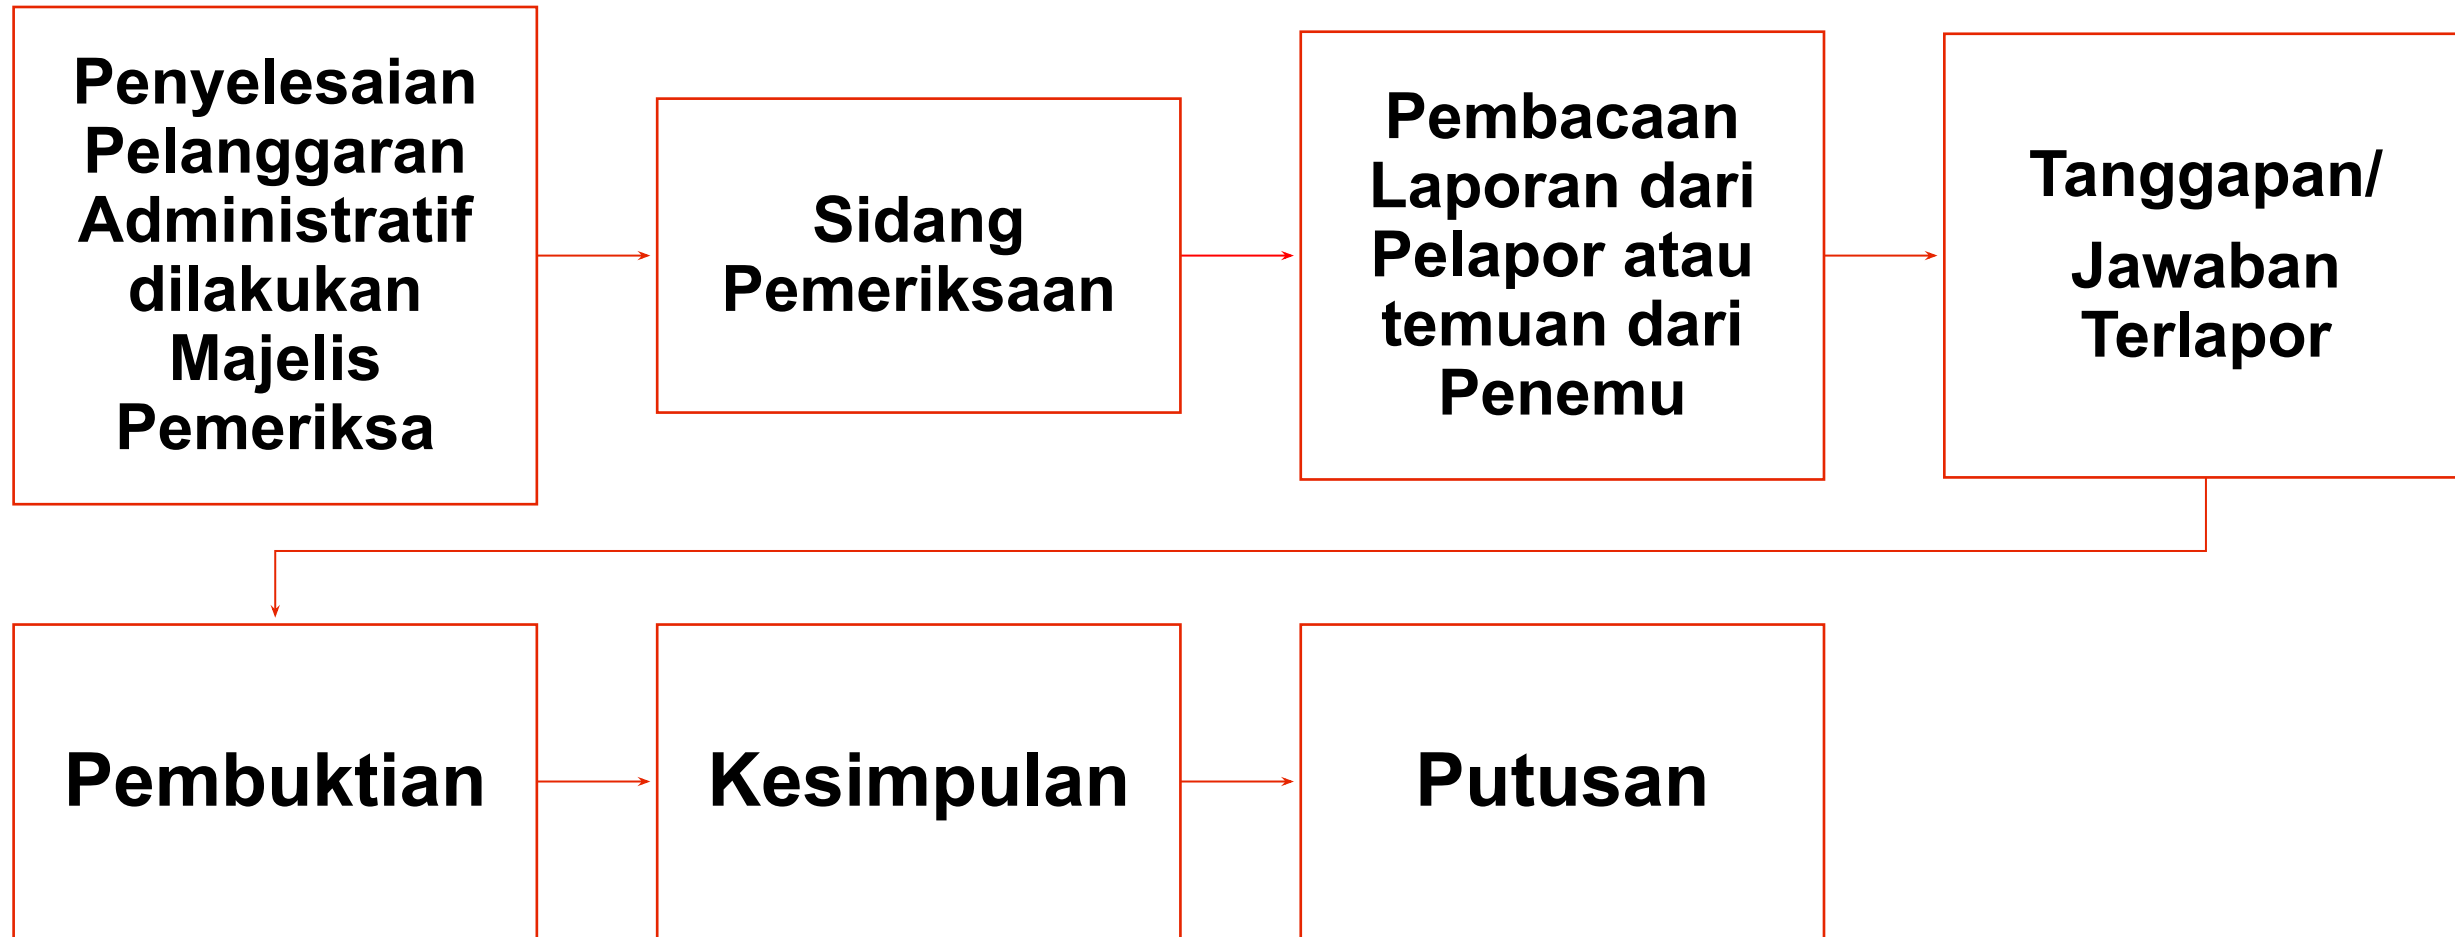 Penyelesaian
Pelanggaran
Administratif
dilakukan
Majelis
Pemeriksa
Sidang
Pemeriksaan
Pembacaan
Laporan dari
Pelapor atau
temuan dari
Penemu
Tanggapan/
Jawaban
Terlapor
Pembuktian
Kesimpulan
Putusan